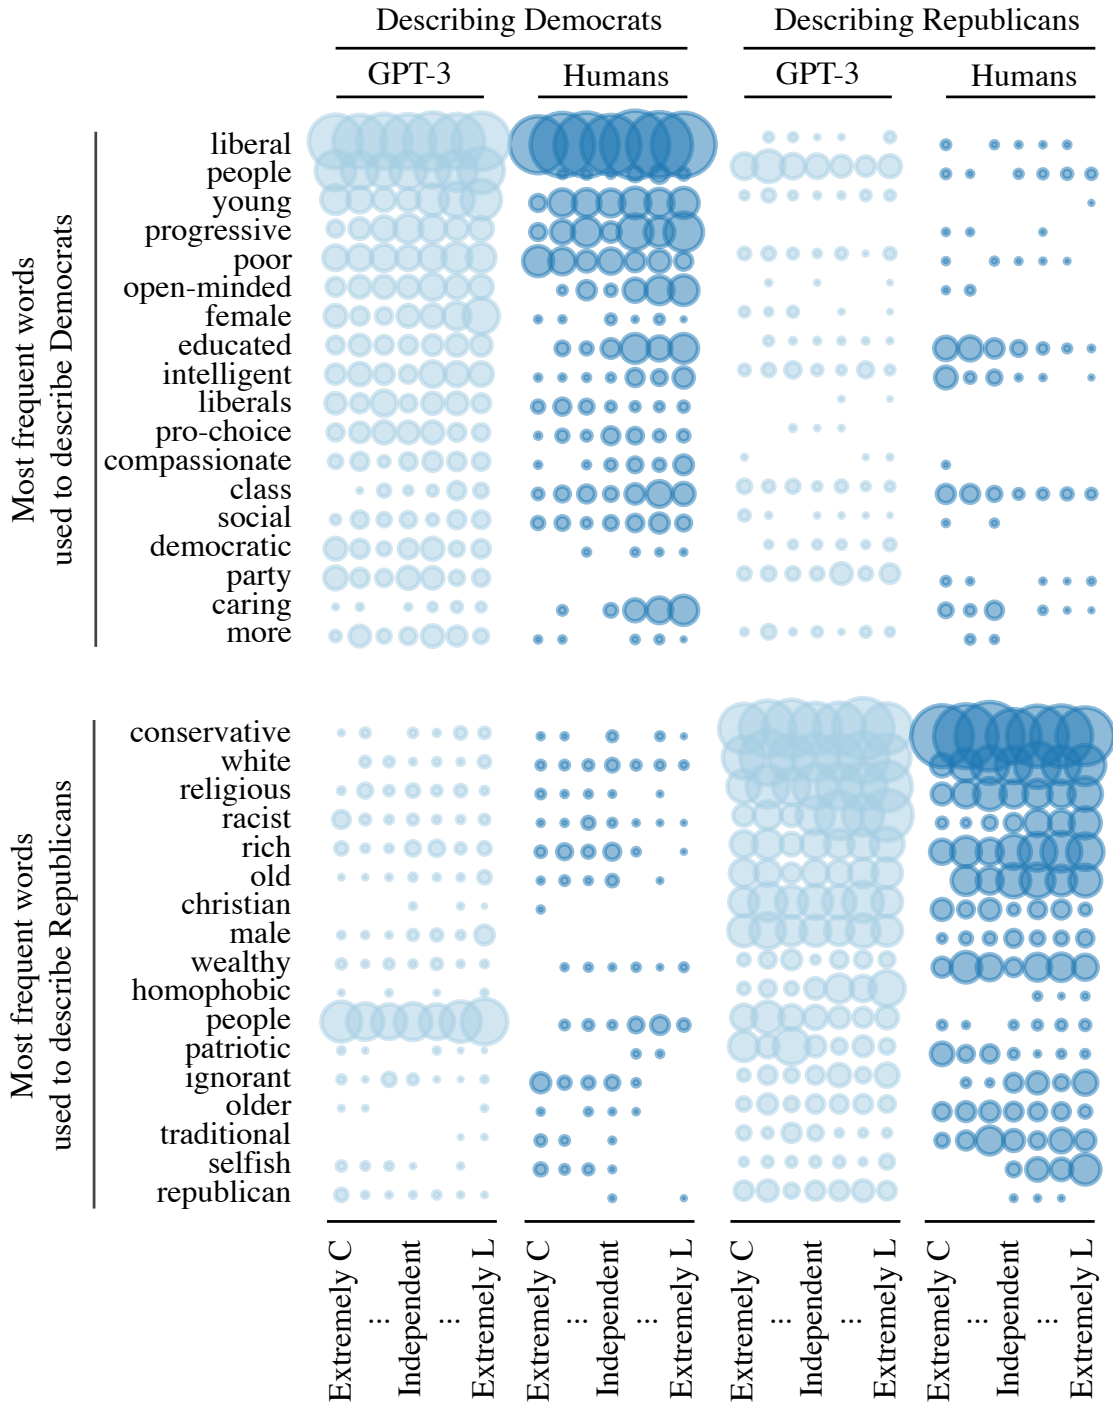 Describing Democrats
Describing Republicans
GPT-3
Humans
GPT-3
Humans
Most frequent words
used to describe Democrats
liberal
people
young
progressive
poor
open-minded
female
educated
intelligent
liberals
pro-choice
compassionate
class
social
democratic
party
caring
more
Most frequent words
used to describe Republicans
conservative
white
religious
racist
rich
old
christian
male
wealthy
homophobic
people
patriotic
ignorant
older
traditional
selfish
republican
Extremely C
...
Independent
...
Extremely L
Extremely C
...
Independent
...
Extremely L
Extremely C
...
Independent
...
Extremely L
Extremely C
...
Independent
...
Extremely L